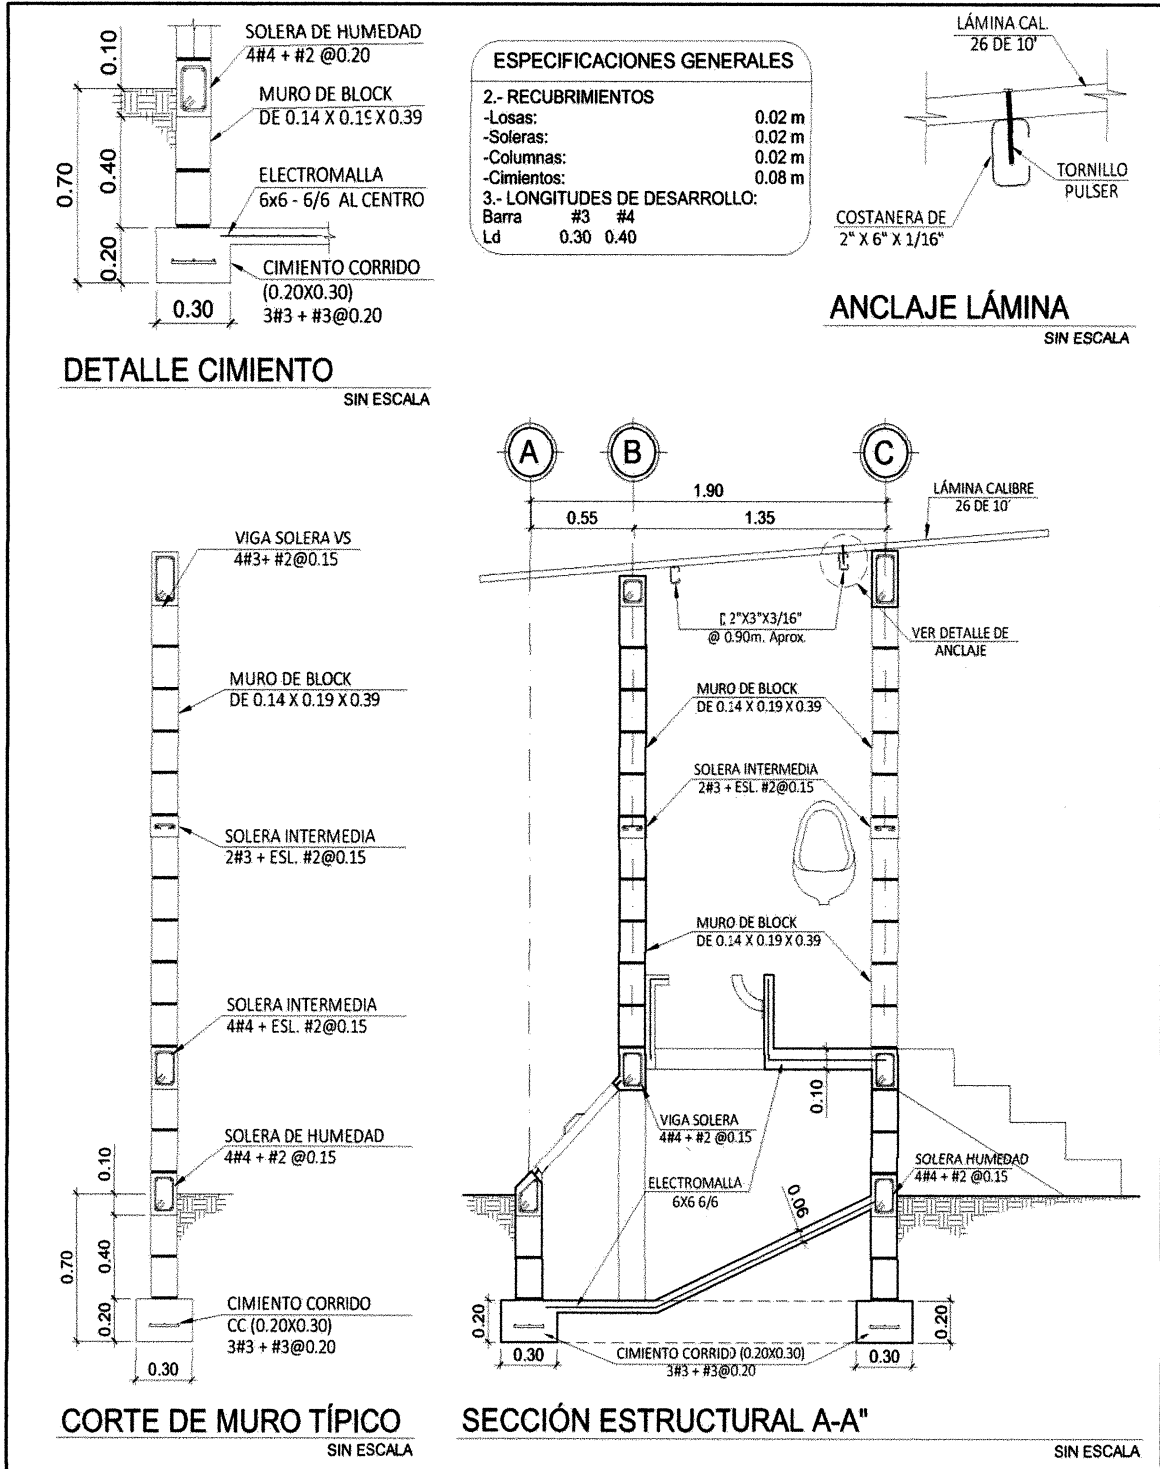 SOLERA DE HUMEDAD
4#4 + #2 @0.20
MURO DE BLOCK
DE 0.14 X 0.19 X 0.39
ELECTROMALLA
6x6 - 6/6 AL CENTRO
CIMIENTO CORRIDO
(0.20X0.30)
3#3 + #3@0.20
0.10
0.70
0.40
0.20
0.30
DETALLE CIMIENTO
SIN ESCALA
ESPECIFICACIONES GENERALES
2.- RECUBRIMIENTOS
-Losas: 0.02 m
-Soleras: 0.02 m
-Columnas: 0.02 m
-Cimientos: 0.08 m
3.- LONGITUDES DE DESARROLLO:
Barra #3 #4
Ld 0.30 0.40
LÁMINA CAL.
26 DE 10'
TORNILLO
PULSER
COSTANERA DE
2" X 6" X 1/16"
ANCLAJE LÁMINA
SIN ESCALA
VIGA SOLERA VS
4#3+ #2@0.15
MURO DE BLOCK
DE 0.14 X 0.19 X 0.39
SOLERA INTERMEDIA
2#3 + ESL. #2@0.15
SOLERA INTERMEDIA
4#4 + ESL. #2@0.15
SOLERA DE HUMEDAD
4#4 + #2 @0.15
0.10
0.70
0.40
0.20
CIMIENTO CORRIDO
CC (0.20X0.30)
3#3 + #3@0.20
0.30
CORTE DE MURO TÍPICO
SIN ESCALA
A
B
C
1.90
0.55
1.35
LÁMINA CALIBRE
26 DE 10'
[ 2"X3"X3/16"
@ 0.90m. Aprox.
VER DETALLE DE
ANCLAJE
MURO DE BLOCK
DE 0.14 X 0.19 X 0.39
SOLERA INTERMEDIA
2#3 + ESL. #2@0.15
MURO DE BLOCK
DE 0.14 X 0.19 X 0.39
0.10
VIGA SOLERA
4#4 + #2 @0.15
SOLERA HUMEDAD
4#4 + #2 @0.15
ELECTROMALLA
6X6 6/6
0.06
0.20
0.20
0.30
CIMIENTO CORRIDO (0.20X0.30)
3#3 + #3@0.20
0.30
SECCIÓN ESTRUCTURAL A-A"
SIN ESCALA